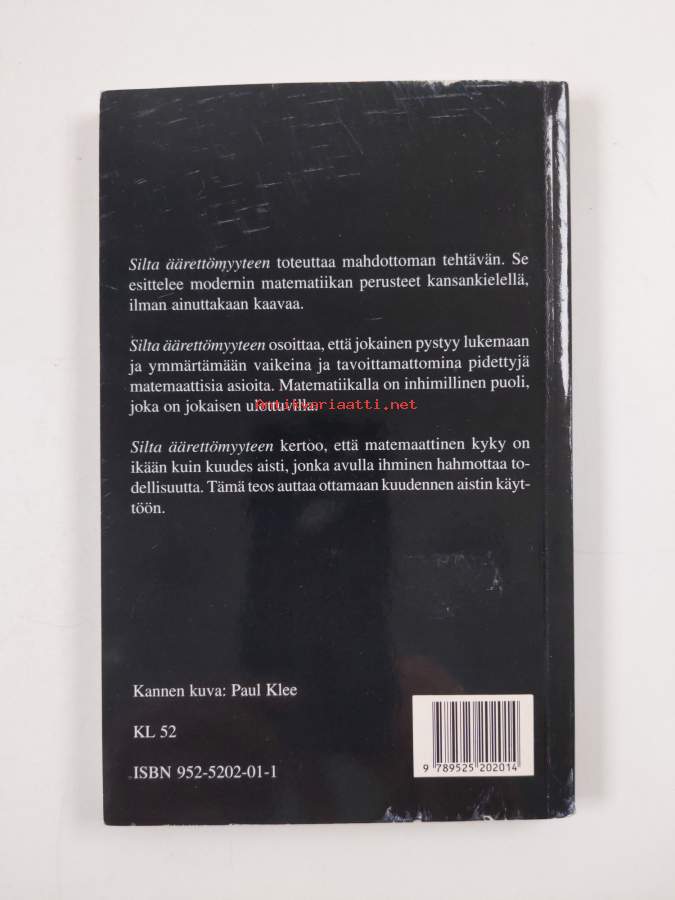 Silta äärettömyyteen toteuttaa mahdottoman tehtävän. Se
esittelee modernin matematiikan perusteet kansankielellä,
ilman ainuttakaan kaavaa.
Silta äärettömyyteen osoittaa, että jokainen pystyy lukemaan
ja ymmärtämään vaikeina ja tavoittamattomina pidettyjä
matemaattisia asioita. Matematiikalla on inhimillinen puoli,
joka on jokaisen ulottuvilla.
Antikvariaatti.net
Silta äärettömyyteen kertoo, että matemaattinen kyky on
ikään kuin kuudes aisti, jonka avulla ihminen hahmottaa to-
dellisuutta. Tämä teos auttaa ottamaan kuudennen aistin käyt-
töön.
Kannen kuva: Paul Klee
KL 52
ISBN 952-5202-01-1
9 789525 202014